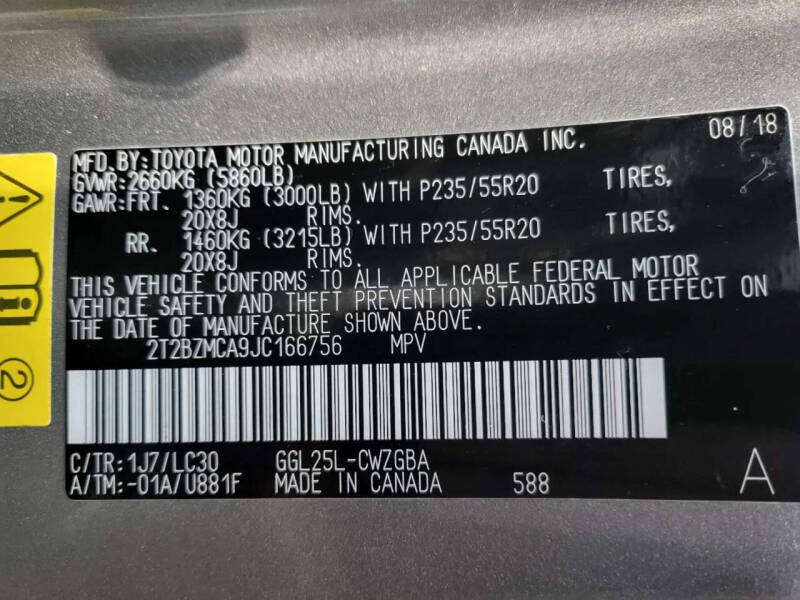 08/18
MFD.BY:TOYOTA MOTOR MANUFACTURING CANADA INC.
GVWR:2660KG (5860LB)
GAWR:FRT. 1360KG (3000LB) WITH P235/55R20 TIRES,
20X8J RIMS.
RR. 1460KG (3215LB) WITH P235/55R20 TIRES,
20X8J RIMS.
THIS VEHICLE CONFORMS TO ALL APPLICABLE FEDERAL MOTOR
VEHICLE SAFETY AND THEFT PREVENTION STANDARDS IN EFFECT ON
THE DATE OF MANUFACTURE SHOWN ABOVE.
2T2BZMCA9JC166756 MPV
C/TR:1J7/LC30 GGL25L-CWZGBA
A/TM:-01A/U881F MADE IN CANADA 588 A
2